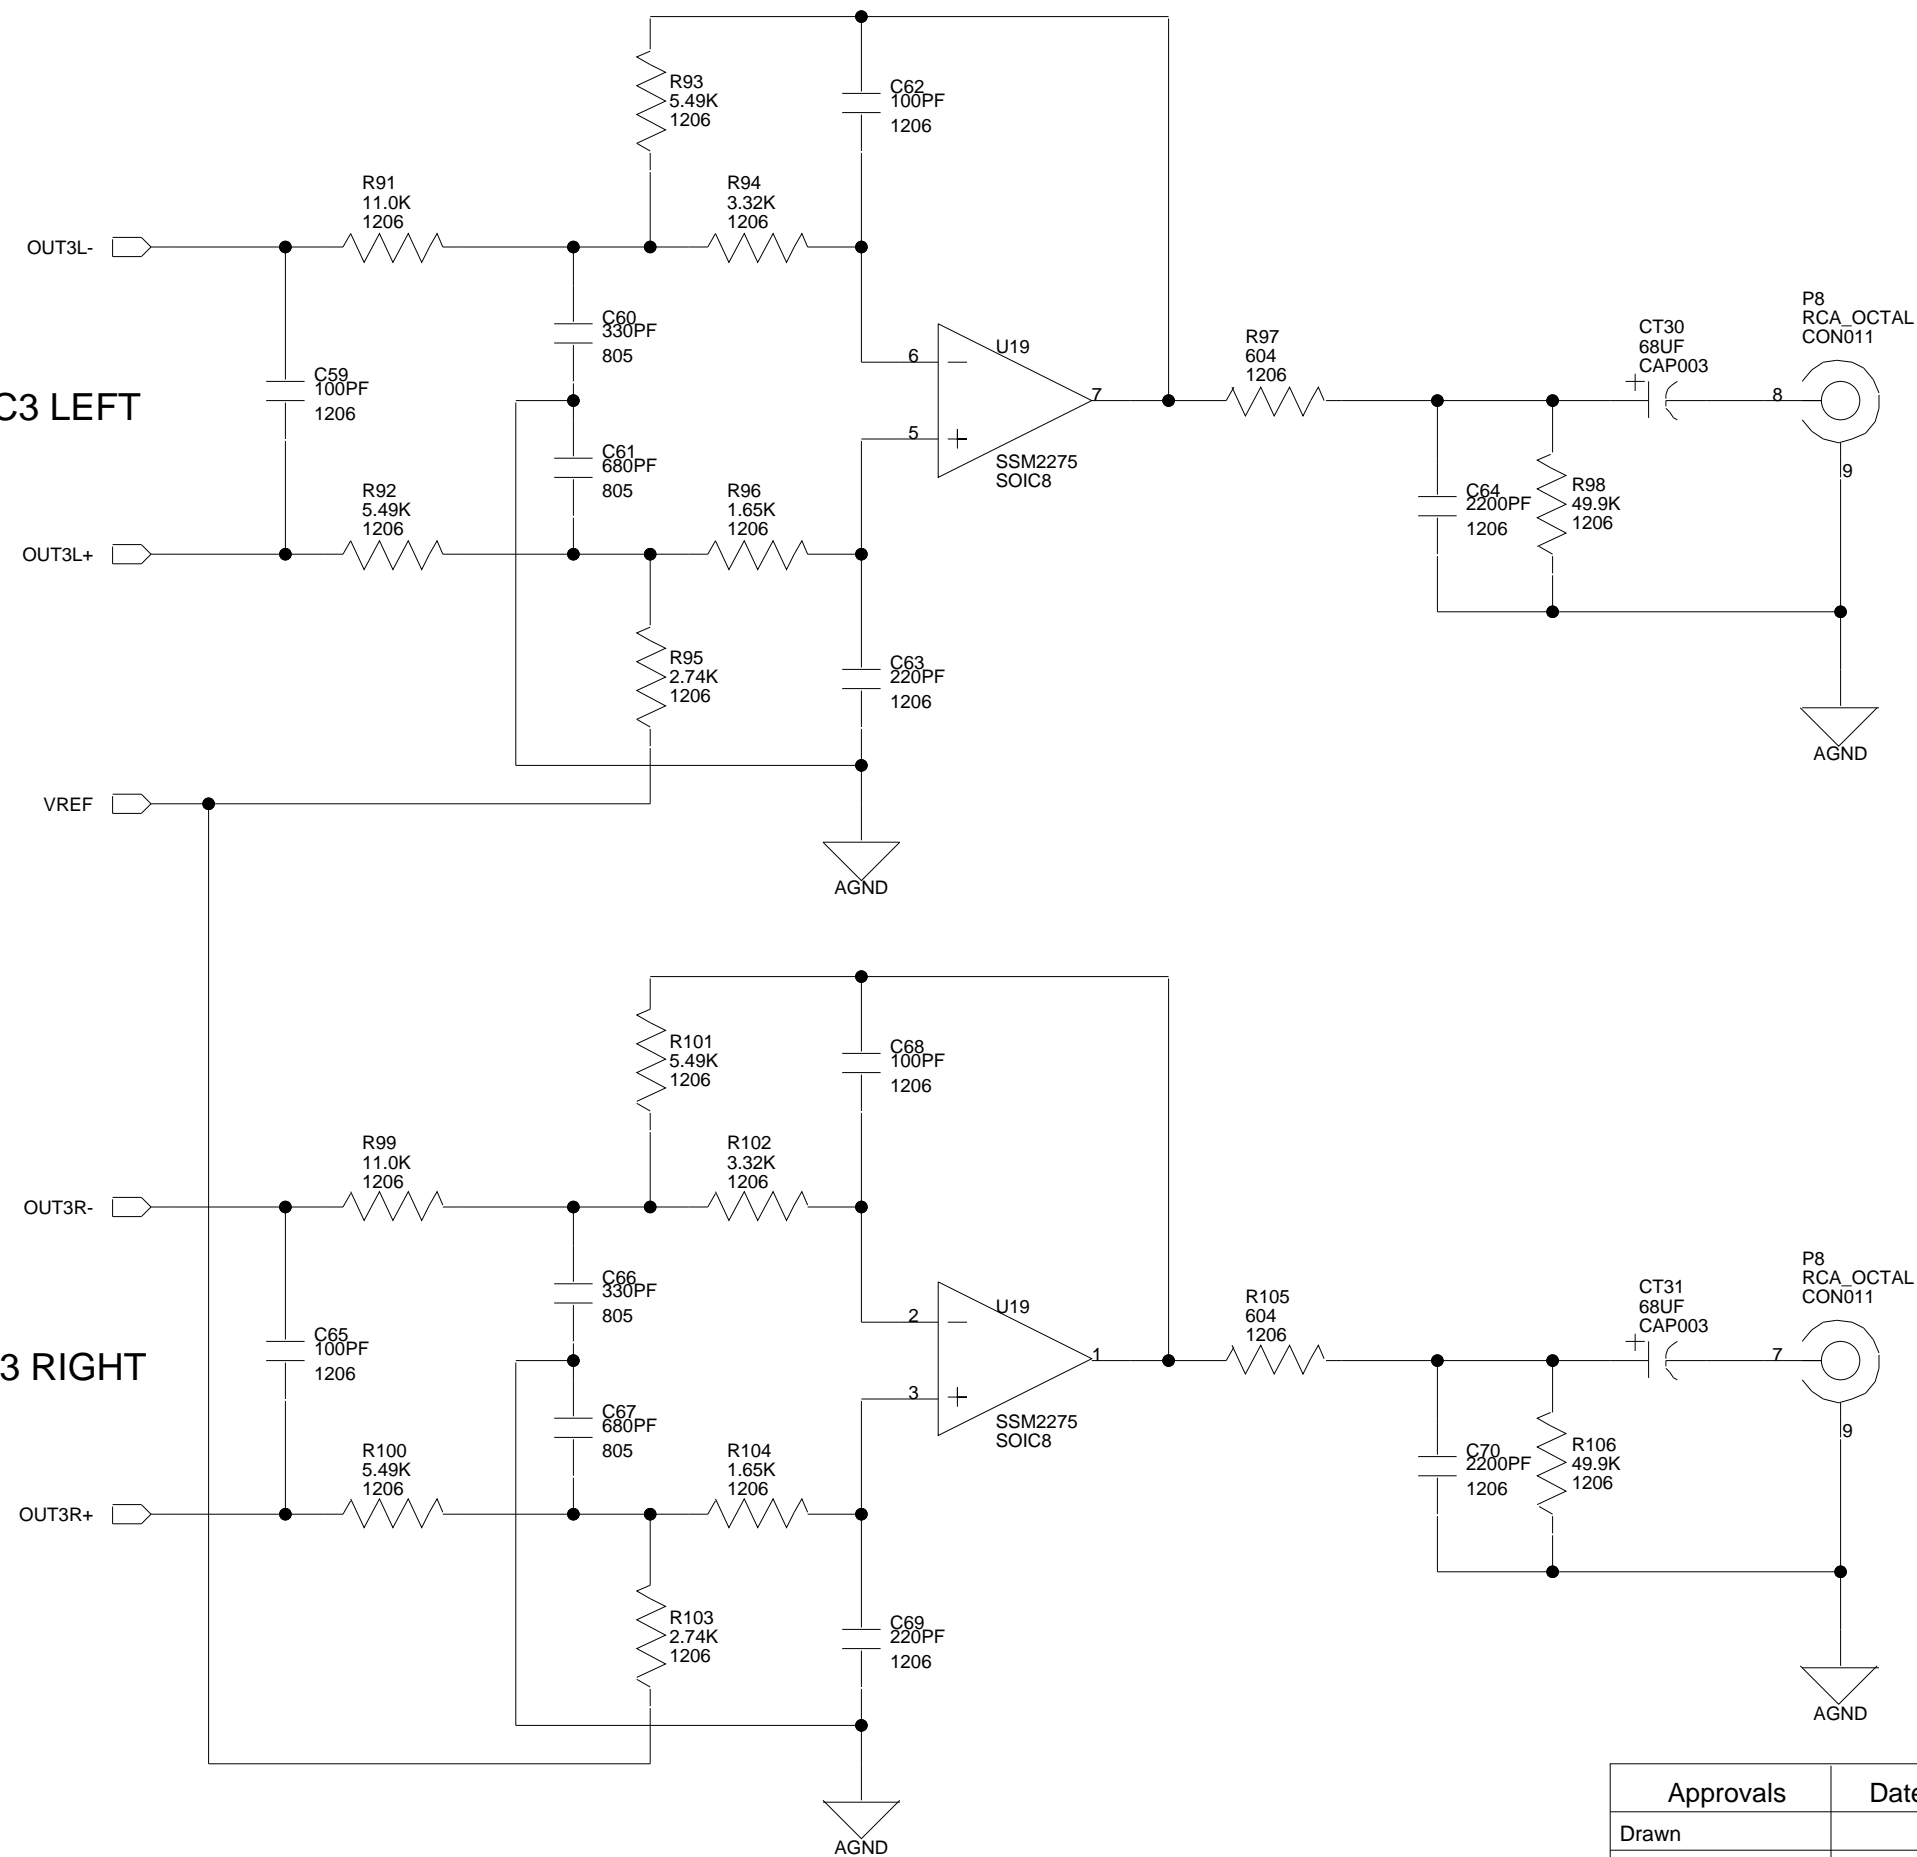 R93
5.49K
1206
C62
100PF
1206
R91
11.0K
1206
R94
3.32K
1206
OUT3L-
C60
330PF
805
U19
6
R97
604
1206
P8
RCA_OCTAL
CON011
CT30
68UF
CAP003
C59
100PF
1206
7
8
C3 LEFT
5
C61
680PF
805
SSM2275
SOIC8
9
R92
5.49K
1206
R96
1.65K
1206
C64
2200PF
1206
R98
49.9K
1206
OUT3L+
R95
2.74K
1206
C63
220PF
1206
AGND
VREF
AGND
R101
5.49K
1206
C68
100PF
1206
R99
11.0K
1206
R102
3.32K
1206
OUT3R-
C66
330PF
805
U19
2
R105
604
1206
P8
RCA_OCTAL
CON011
CT31
68UF
CAP003
C65
100PF
1206
1
7
3 RIGHT
3
C67
680PF
805
SSM2275
SOIC8
9
R100
5.49K
1206
R104
1.65K
1206
C70
2200PF
1206
R106
49.9K
1206
OUT3R+
R103
2.74K
1206
C69
220PF
1206
AGND
AGND
Approvals Date
Drawn